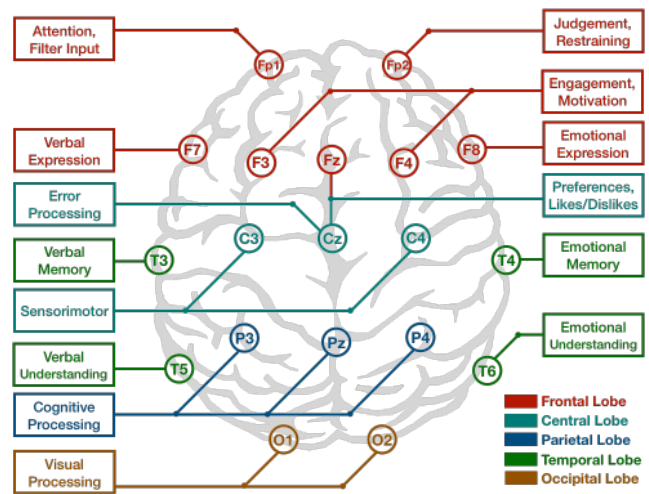 Attention,
Filter Input
Judgement,
Restraining
Fp1
Fp2
Engagement,
Motivation
Verbal
Expression
F7
F3
Fz
F4
F8
Emotional
Expression
Error
Processing
Preferences,
Likes/Dislikes
C3
Cz
C4
Verbal
Memory
T3
T4
Emotional
Memory
Sensorimotor
P3
Pz
P4
Emotional
Understanding
Verbal
Understanding
T5
T6
Cognitive
Processing
Frontal Lobe
Central Lobe
Parietal Lobe
Temporal Lobe
Occipital Lobe
O1
O2
Visual
Processing